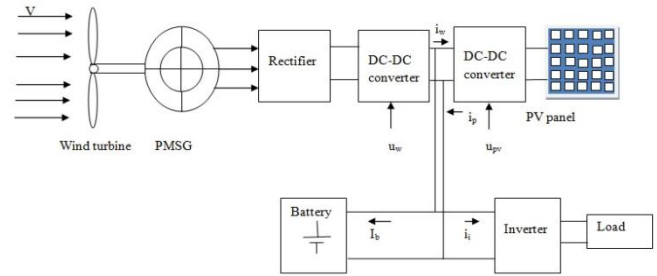 V
i_w
Rectifier
DC-DC
converter
DC-DC
converter
i_p
PV panel
Wind turbine
PMSG
u_w
u_pv
Battery
I_b
i_i
Inverter
Load